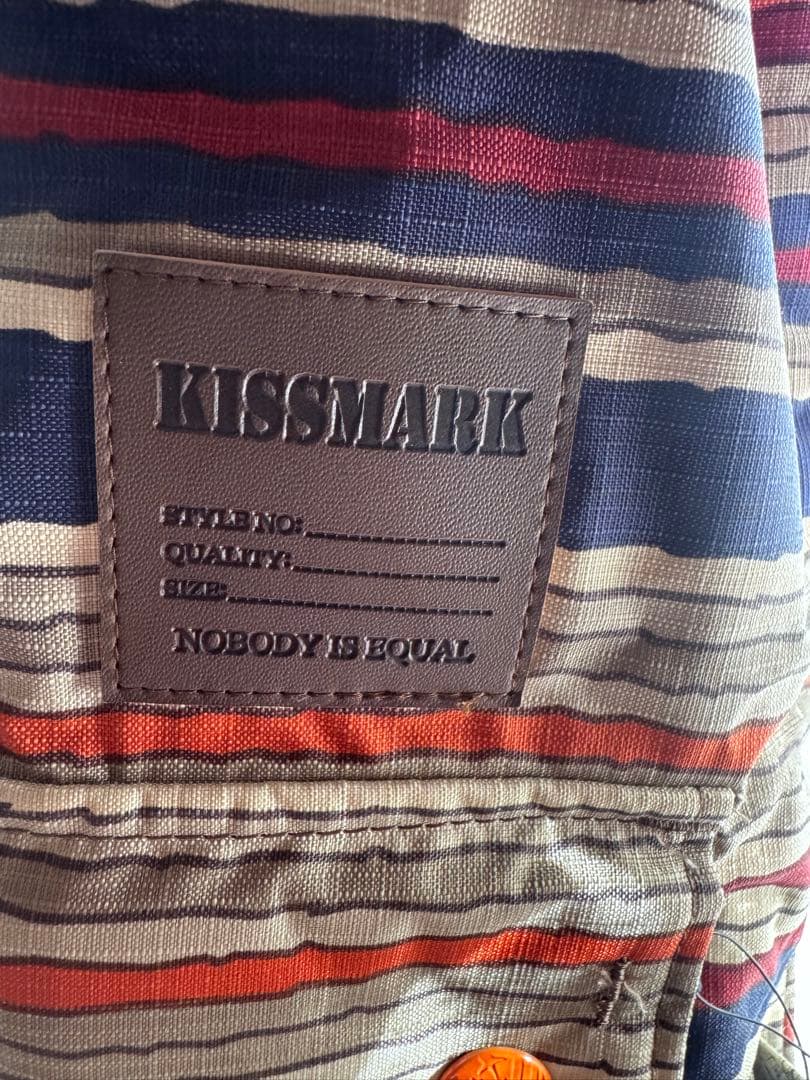 KISSMARK
STYLE NO:
QUALITY:
SIZE:
NOBODY IS EQUAL